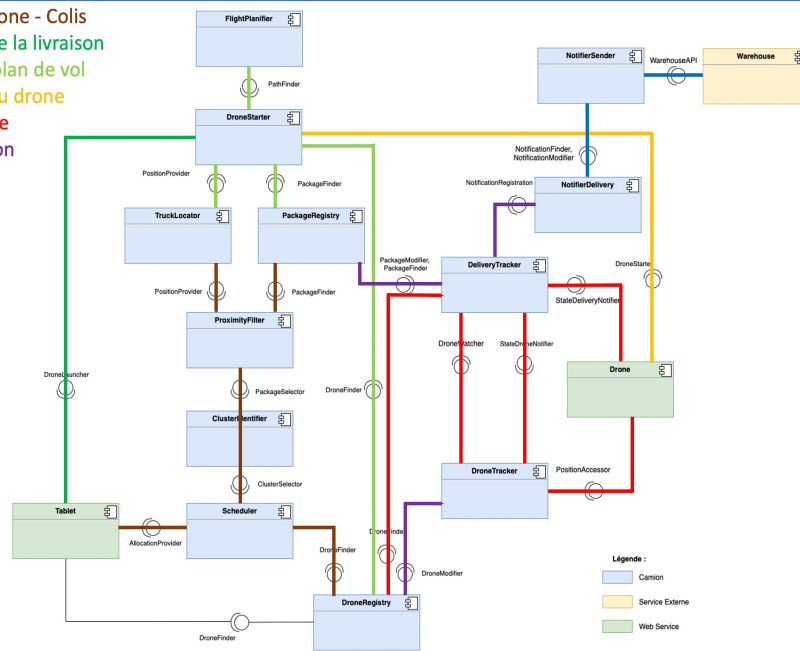 one - Colis
e la livraison
olan de vol
u drone
e
on
FlightPlanifier
PathFinder
DroneStarter
PositionProvider
PackageFinder
TruckLocator
PackageRegistry
PositionProvider
PackageFinder
ProximityFilter
DroneLauncher
PackageSelector
DroneFinder
ClusterIdentifier
ClusterSelector
Tablet
Scheduler
AllocationProvider
DroneFinder
DroneFinder
DroneModifier
DroneRegistry
DroneFinder
NotifierSender
WarehouseAPI
Warehouse
NotificationFinder,
NotificationModifier
NotificationRegistration
NotifierDelivery
PackageModifier,
PackageFinder
DeliveryTracker
DroneStarter
StateDeliveryNotifier
DroneWatcher
StateDroneNotifier
Drone
DroneTracker
PositionAccessor
Légende :
Camion
Service Externe
Web Service